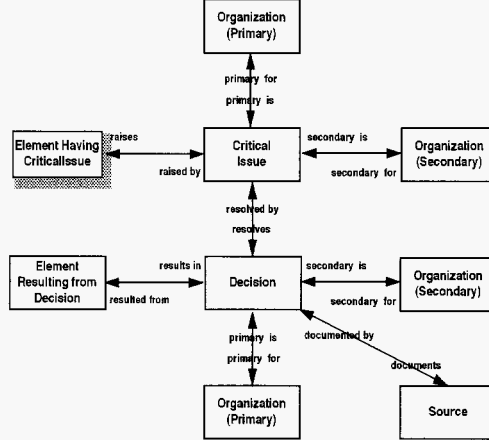 Organization
(Primary)
primary for
primary is
Element Having
CriticalIssue
raises
raised by
Critical
Issue
secondary is
secondary for
Organization
(Secondary)
resolved by
resolves
Element
Resulting from
Decision
results in
resulted from
Decision
secondary is
secondary for
Organization
(Secondary)
primary is
primary for
documented by
documents
Organization
(Primary)
Source